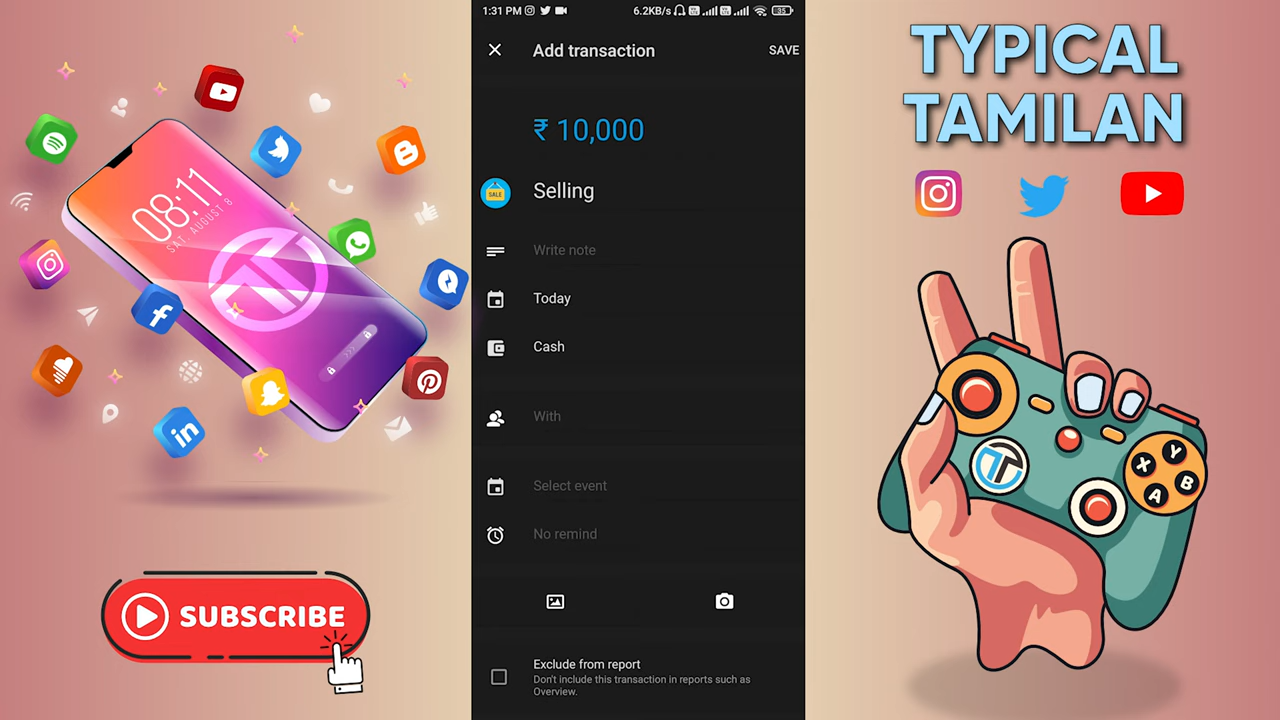 08:11
SAT, AUGUST 8
SUBSCRIBE
1:31 PM 6.2KB/s 35
Add transaction SAVE
₹ 10,000
SALE
Selling
Write note
Today
Cash
With
Select event
No remind
Exclude from report
Don't include this transaction in reports such as
Overview.
TYPICAL
TAMILAN
Y
X
B
A